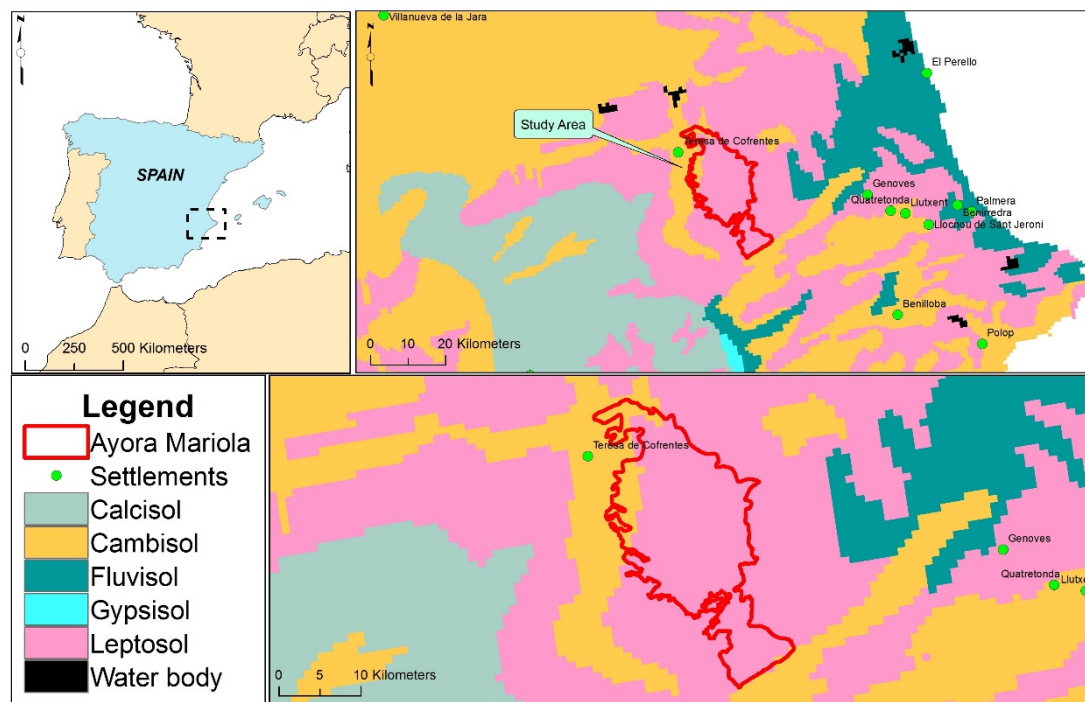 N
SPAIN
0 250 500 Kilometers
N
Villanueva de la Jara
El Perello
Study Area
Teresa de Cofrentes
Genoves
Quatretonda
Llutxent
Palmera
Benirredra
Llocnou de Sant Jeroni
Benilloba
Polop
0 10 20 Kilometers
Legend
Ayora Mariola
Settlements
Calcisol
Cambisol
Fluvisol
Gypsisol
Leptosol
Water body
Teresa de Cofrentes
Genoves
Quatretonda
Llutxe
0 5 10 Kilometers